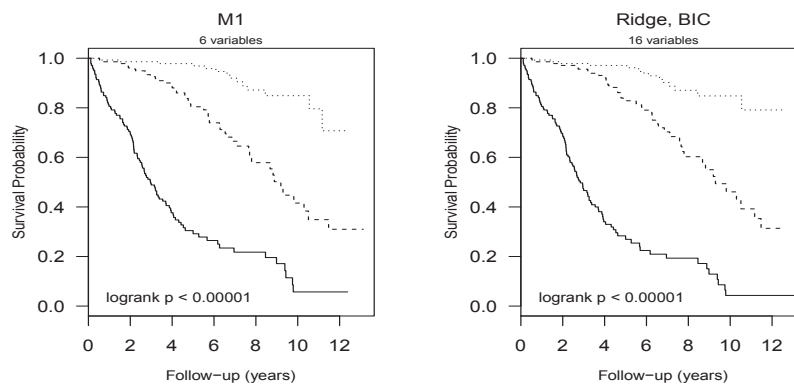 M1
6 variables
Survival Probability
1.0
0.8
0.6
0.4
0.2
0.0
logrank p < 0.00001
0 2 4 6 8 10 12
Follow−up (years)
Ridge, BIC
16 variables
Survival Probability
1.0
0.8
0.6
0.4
0.2
0.0
logrank p < 0.00001
0 2 4 6 8 10 12
Follow−up (years)